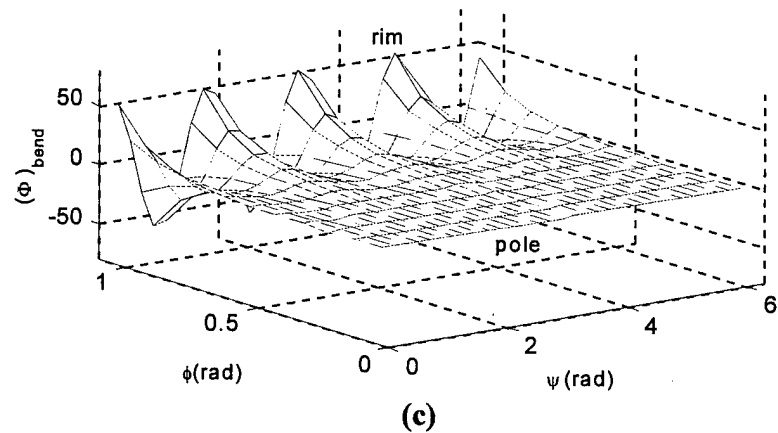 rim
50
0
-50
(Φ)bend
pole
1
0.5
0
0
2
4
6
ϕ(rad)
ψ(rad)
(c)